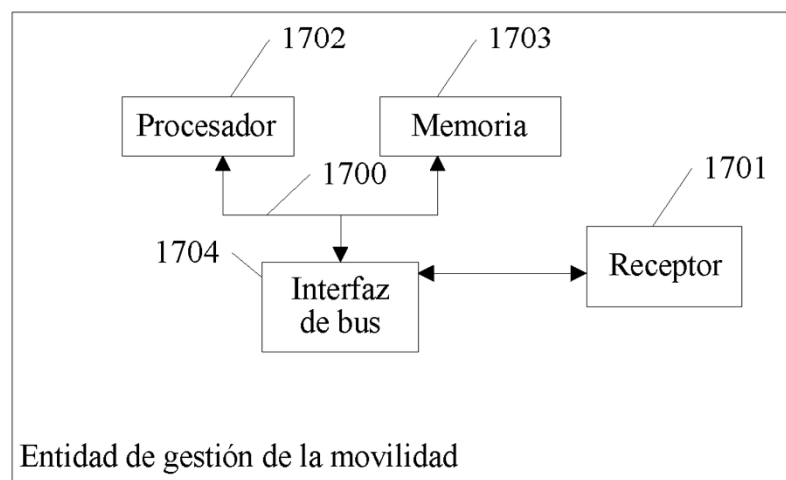 1702
1703
Procesador
Memoria
1700
1701
1704
Receptor
Interfaz
de bus
Entidad de gestión de la movilidad